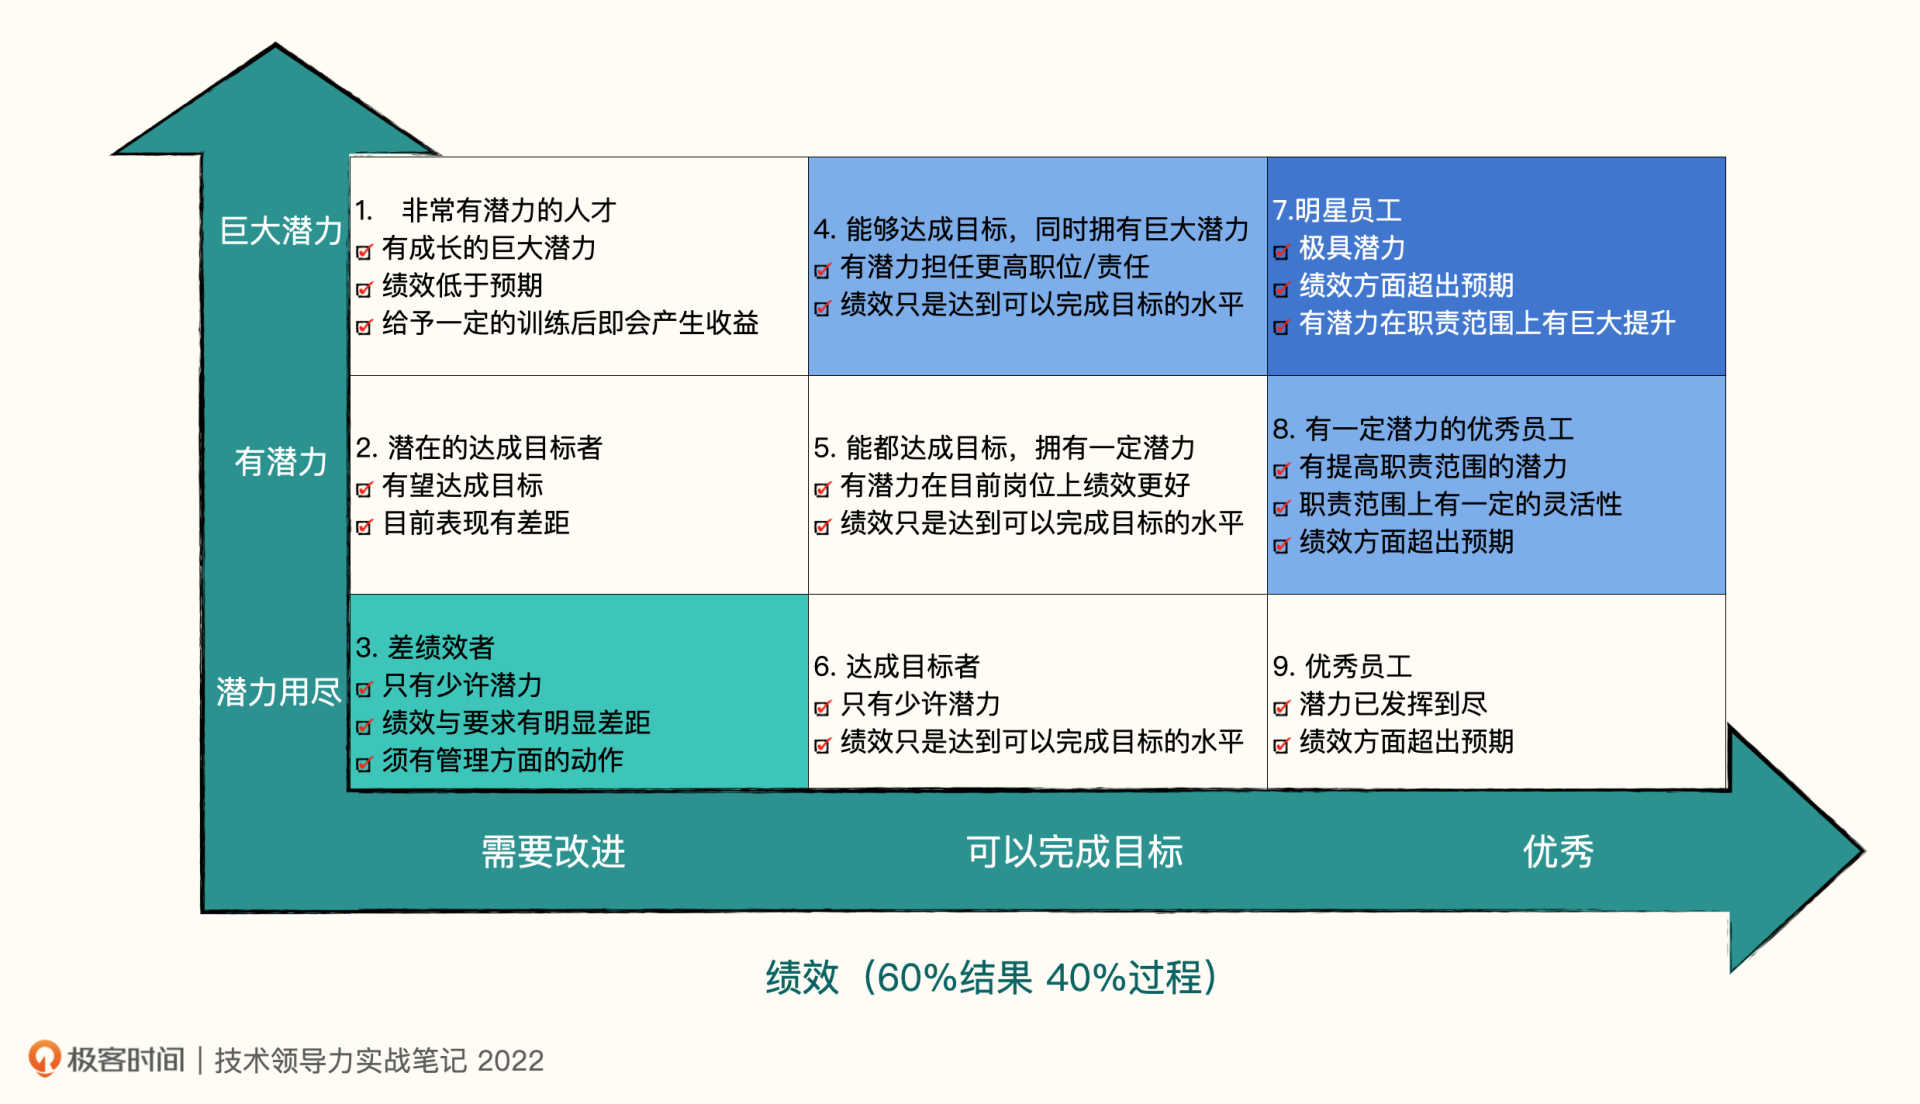 巨大潜力
1. 非常有潜力的人才
有成长的巨大潜力
绩效低于预期
给予一定的训练后即会产生收益
4. 能够达成目标，同时拥有巨大潜力
有潜力担任更高职位/责任
绩效只是达到可以完成目标的水平
7.明星员工
极具潜力
绩效方面超出预期
有潜力在职责范围上有巨大提升
有潜力
2. 潜在的达成目标者
有望达成目标
目前表现有差距
5. 能都达成目标，拥有一定潜力
有潜力在目前岗位上绩效更好
绩效只是达到可以完成目标的水平
8. 有一定潜力的优秀员工
有提高职责范围的潜力
职责范围上有一定的灵活性
绩效方面超出预期
潜力用尽
3. 差绩效者
只有少许潜力
绩效与要求有明显差距
须有管理方面的动作
6. 达成目标者
只有少许潜力
绩效只是达到可以完成目标的水平
9. 优秀员工
潜力已发挥到尽
绩效方面超出预期
需要改进
可以完成目标
优秀
绩效（60%结果 40%过程）
极客时间 | 技术领导力实战笔记 2022